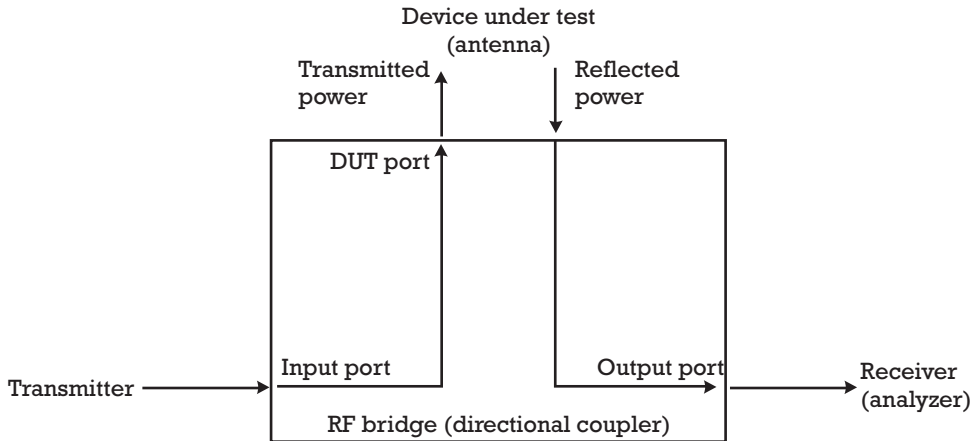 Device under test
(antenna)
Transmitted
power
Reflected
power
DUT port
Input port
Output port
Transmitter
Receiver
(analyzer)
RF bridge (directional coupler)